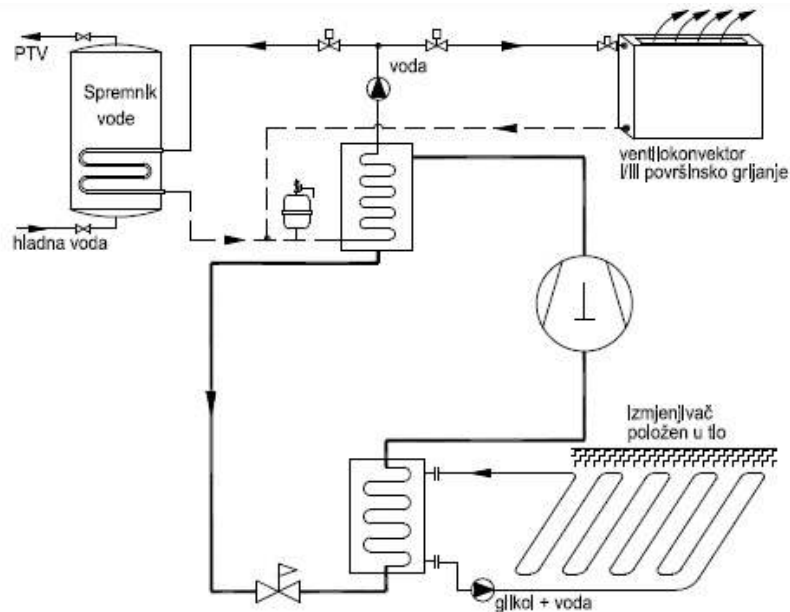 PTV
Spremnik
vode
hladna voda
voda
ventilokonvektor
i/ili površinsko grijanje
Izmjenjivač
položen u tlo
glikol + voda